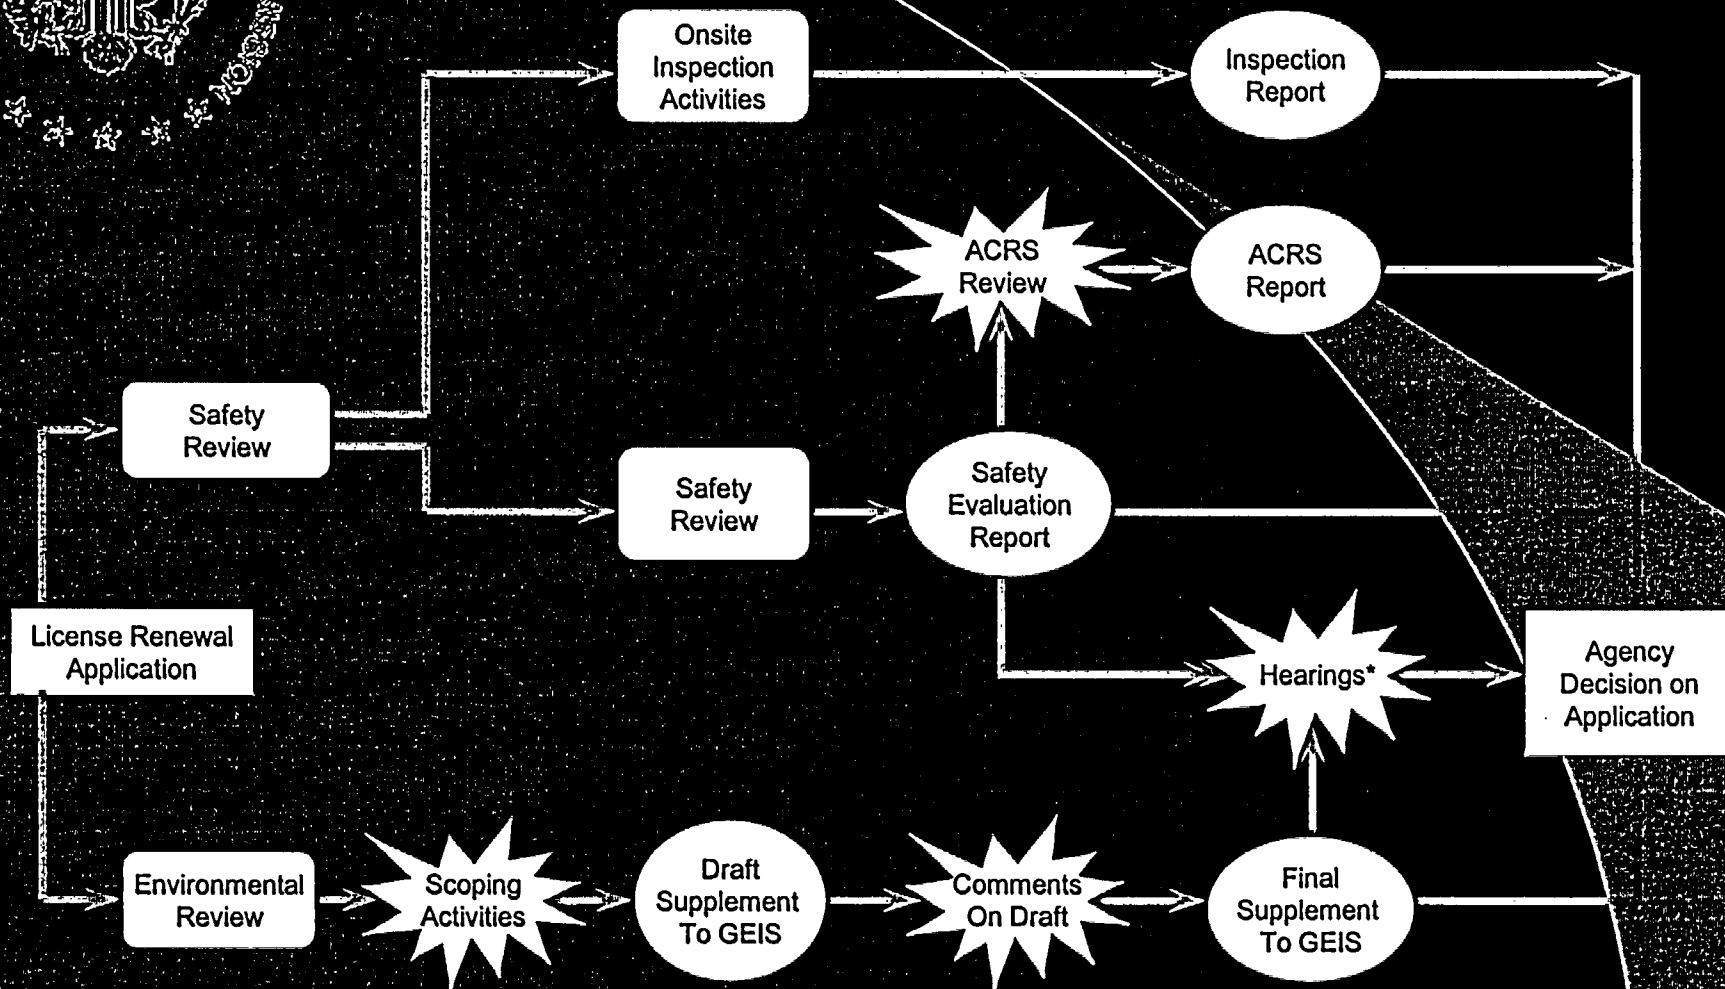 Onsite
Inspection
Activities
Inspection
Report
ACRS
Review
ACRS
Report
Safety
Review
Safety
Review
Safety
Evaluation
Report
License Renewal
Application
Hearings*
Agency
Decision on
Application
Environmental
Review
Scoping
Activities
Draft
Supplement
To GEIS
Comments
On Draft
Final
Supplement
To GEIS